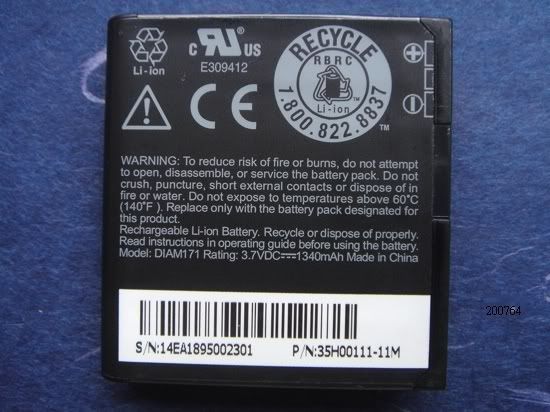 Li-ion
C RU US
E309412
RECYCLE
RBRC
Li-ion
1.800.822.8837
TM
CE
WARNING: To reduce risk of fire or burns, do not attempt
to open, disassemble, or service the battery pack. Do not
crush, puncture, short external contacts or dispose of in
fire or water. Do not expose to temperatures above 60°C
(140°F ). Replace only with the battery pack designated for
this product.
Rechargeable Li-ion Battery. Recycle or dispose of properly.
Read instructions in operating guide before using battery.
Model: DIAM171 Rating: 3.7VDC⎓1340mAh Made in China
S/N:14EA1895002301 P/N:35H00111-11M
200764